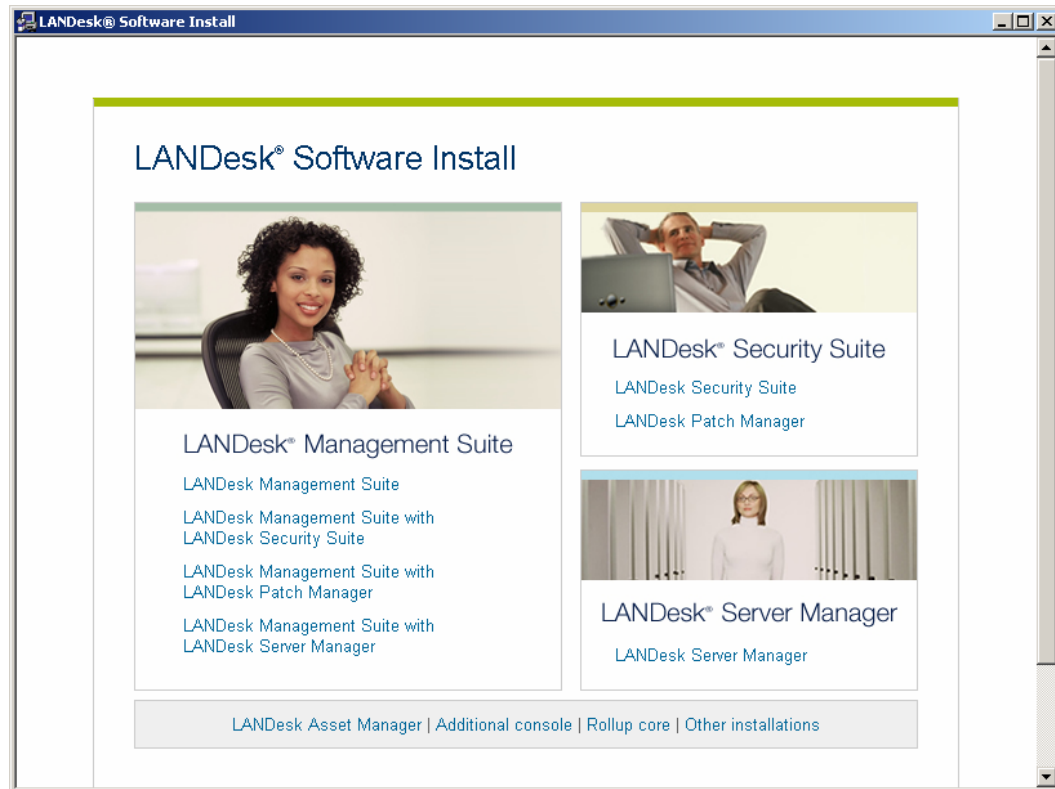 LANDesk® Software Install
LANDesk® Software Install
LANDesk® Management Suite
LANDesk Management Suite
LANDesk Management Suite with
LANDesk Security Suite
LANDesk Management Suite with
LANDesk Patch Manager
LANDesk Management Suite with
LANDesk Server Manager
LANDesk® Security Suite
LANDesk Security Suite
LANDesk Patch Manager
LANDesk® Server Manager
LANDesk Server Manager
LANDesk Asset Manager | Additional console | Rollup core | Other installations